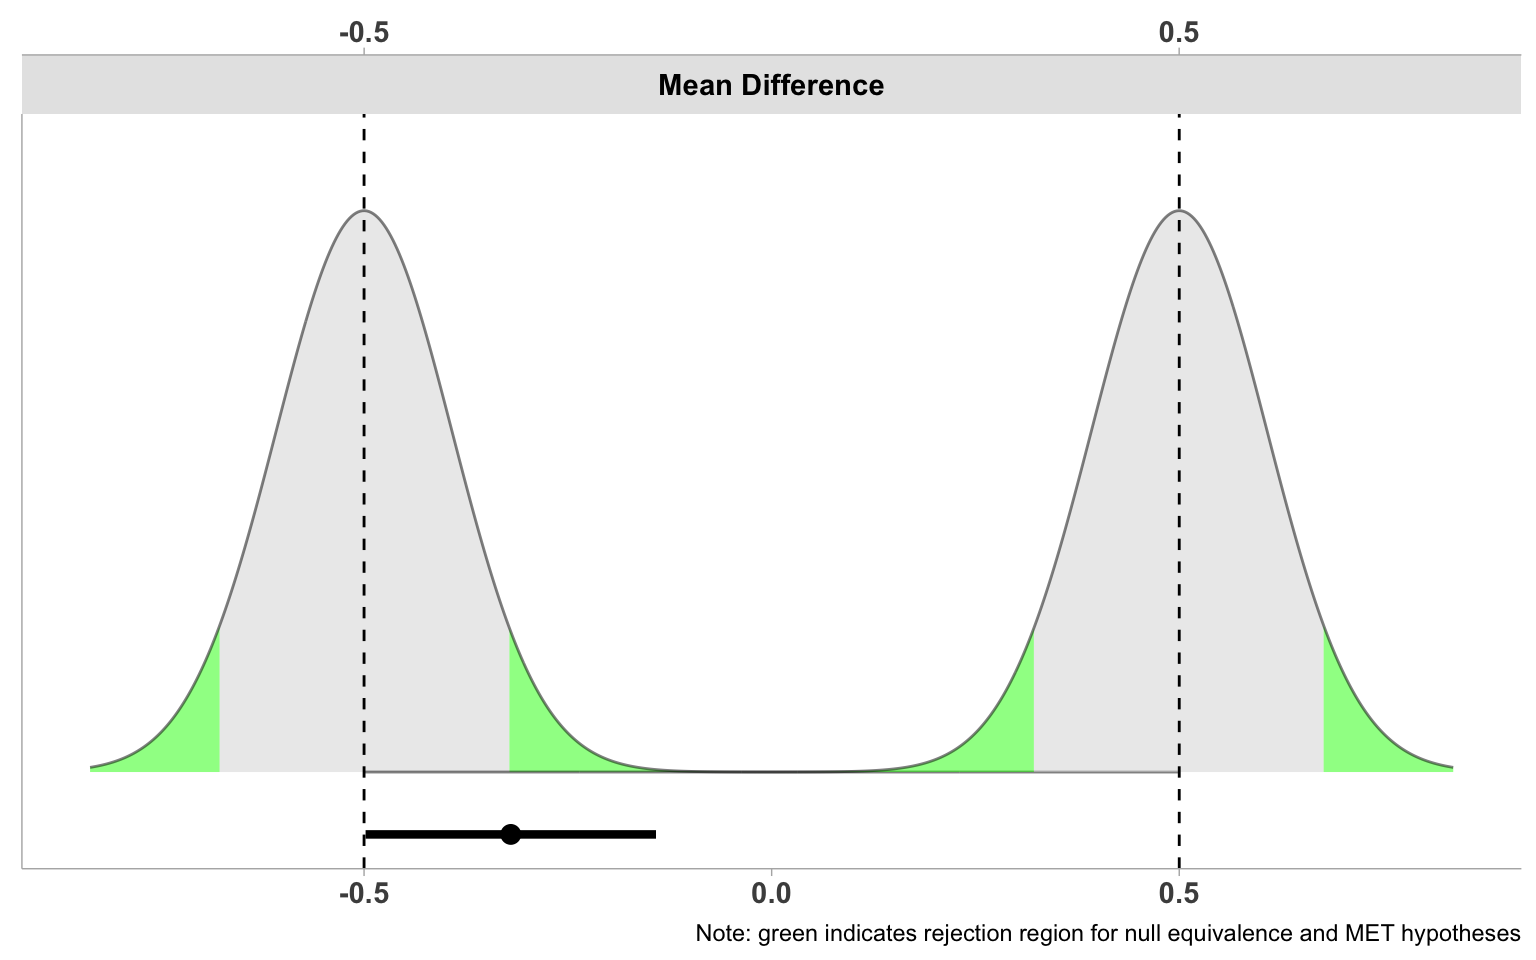 -0.5 0.5
Mean Difference
-0.5 0.0 0.5
Note: green indicates rejection region for null equivalence and MET hypotheses